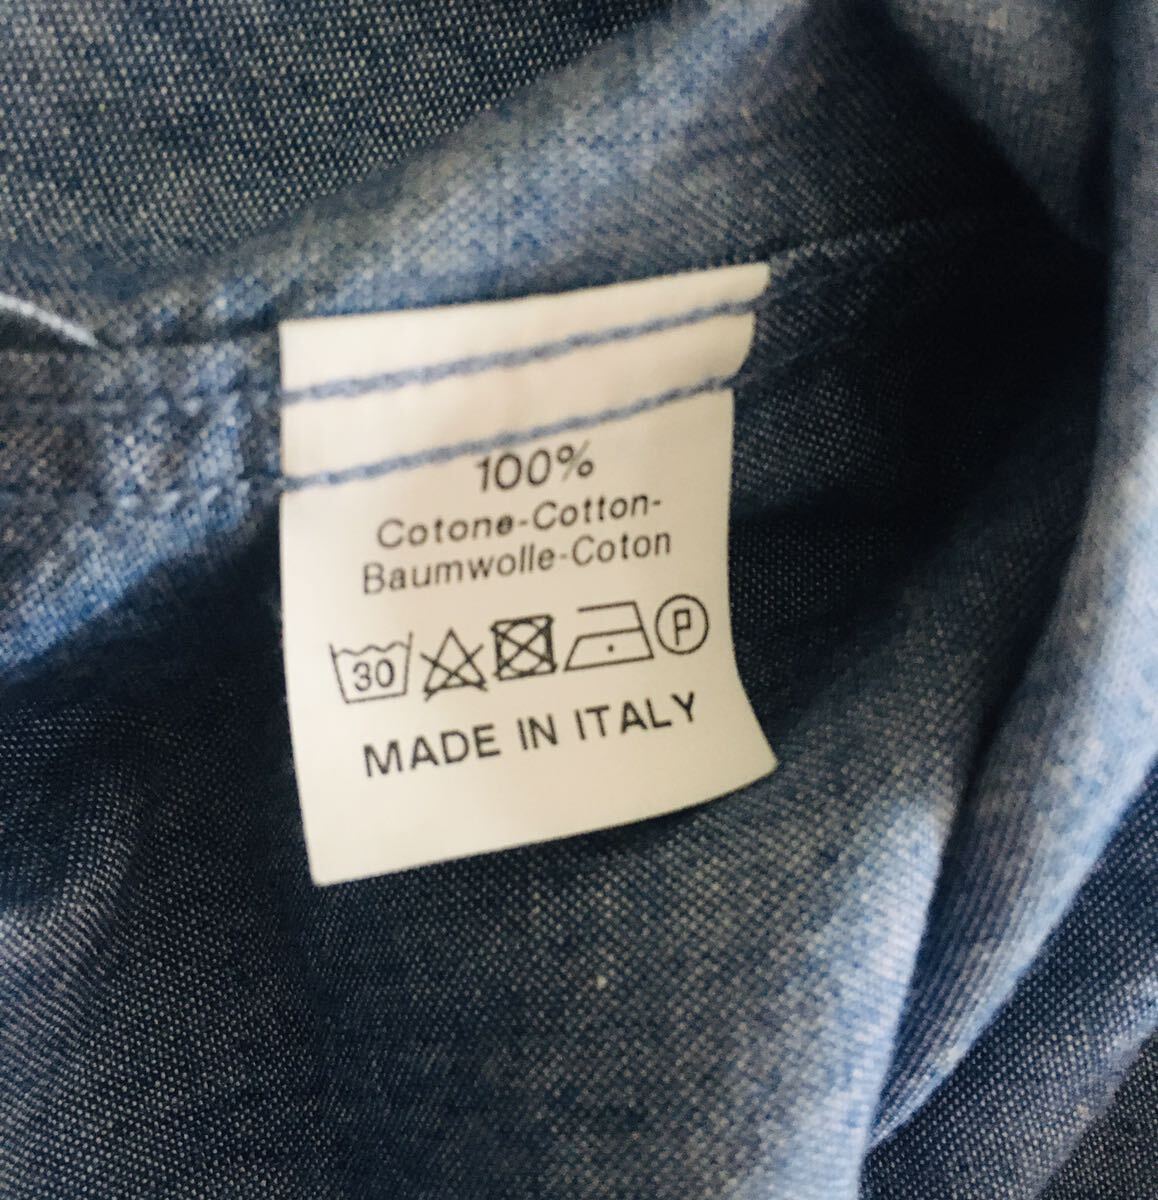 100%
Cotone-Cotton-
Baumwolle-Coton
30 P
MADE IN ITALY